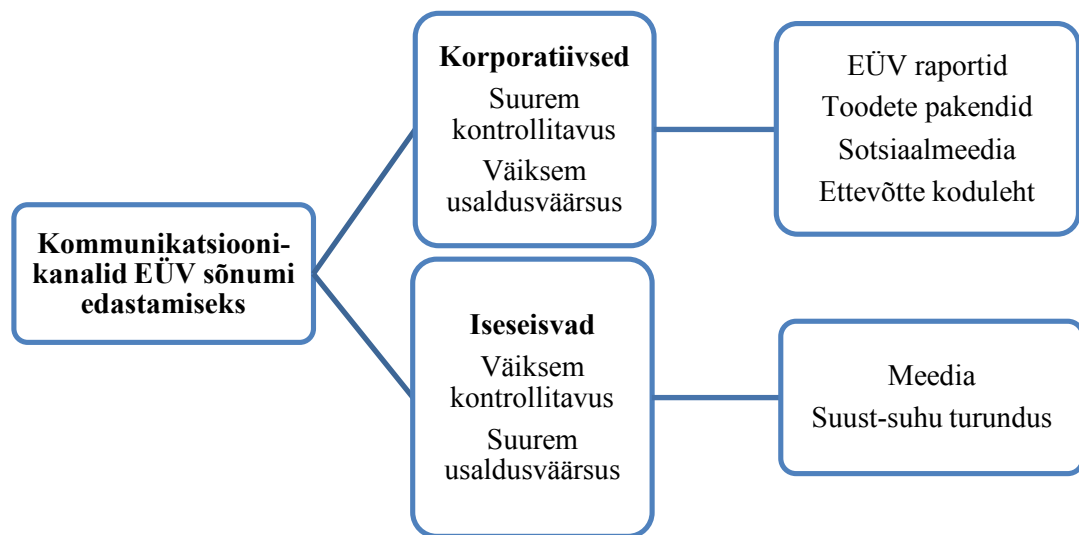 Kommunikatsiooni-
kanalid EÜV sõnumi
edastamiseks
Korporatiivsed
Suurem
kontrollitavus
Väiksem
usaldusväärsus
EÜV raportid
Toodete pakendid
Sotsiaalmeedia
Ettevõtte koduleht
Iseseisvad
Väiksem
kontrollitavus
Suurem
usaldusväärsus
Meedia
Suust-suhu turundus